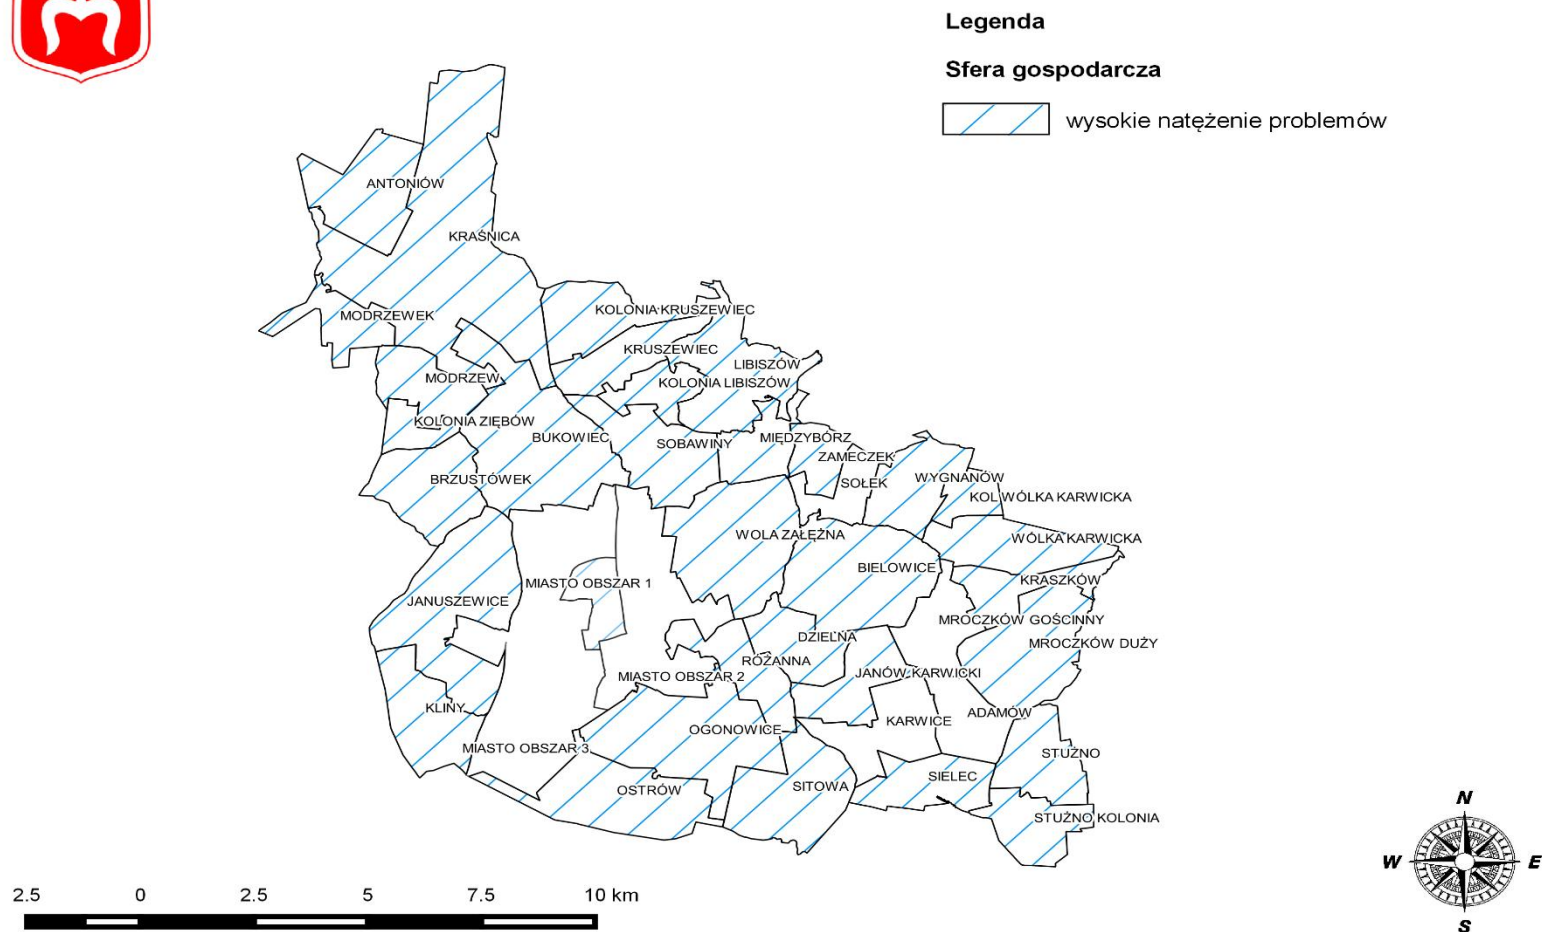 Legenda
Sfera gospodarcza
wysokie natężenie problemów
ANTONIÓW
KRAŚNICA
KOLONIA KRUSZEWIEC
MODRZEWEK
KRUSZEWIEC
LIBISZÓW
MODRZEW
KOLONIA LIBISZÓW
KOLONIA ZIĘBÓW
BUKOWIEC
SOBAWINY
MIĘDZYBÓRZ
ZAMECZEK
BRZUSTÓWEK
SOŁEK
WYGNANÓW
KOL WÓLKA KARWICKA
WOLA ZAŁĘŻNA
WÓLKA KARWICKA
BIELOWICE
MIASTO OBSZAR 1
KRASZKÓW
JANUSZEWICE
MROCZKÓW GOŚCINNY
DZIELNA
MROCZKÓW DUŻY
RÓŻANNA
MIASTO OBSZAR 2
JANÓW KARWICKI
KLINY
ADAMÓW
KARWICE
OGONOWICE
MIASTO OBSZAR 3
STUŻNO
SIELEC
OSTRÓW
SITOWA
STUŻNO KOLONIA
N
W E
S
2.5 0 2.5 5 7.5 10 km